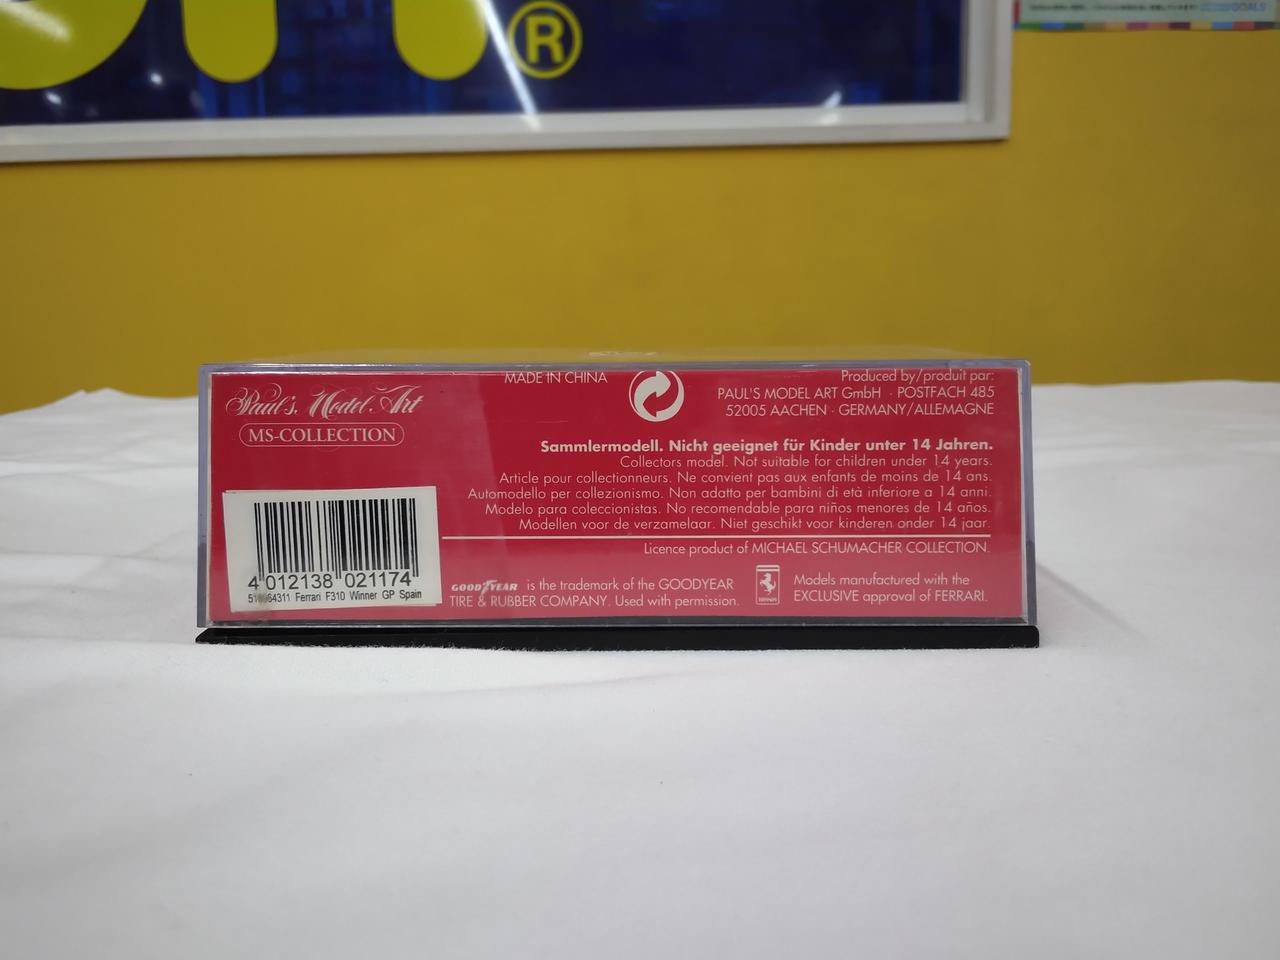 ®
GOALS
Paul's Model Art
MS-COLLECTION
MADE IN CHINA
Produced by/produit par:
PAUL'S MODEL ART GmbH · POSTFACH 485
52005 AACHEN · GERMANY/ALLEMAGNE
Sammlermodell. Nicht geeignet für Kinder unter 14 Jahren.
Collectors model. Not suitable for children under 14 years.
Article pour collectionneurs. Ne convient pas aux enfants de moins de 14 ans.
Automodello per collezionismo. Non adatto per bambini di età inferiore a 14 anni.
Modelo para coleccionistas. No recomendable para niños menores de 14 años.
Modellen voor de verzamelaar. Niet geschikt voor kinderen onder 14 jaar.
Licence product of MICHAEL SCHUMACHER COLLECTION.
4 012138 021174
Ferrari F310 Winner GP Spain
GOODYEAR is the trademark of the GOODYEAR
TIRE & RUBBER COMPANY. Used with permission.
Models manufactured with the
EXCLUSIVE approval of FERRARI.